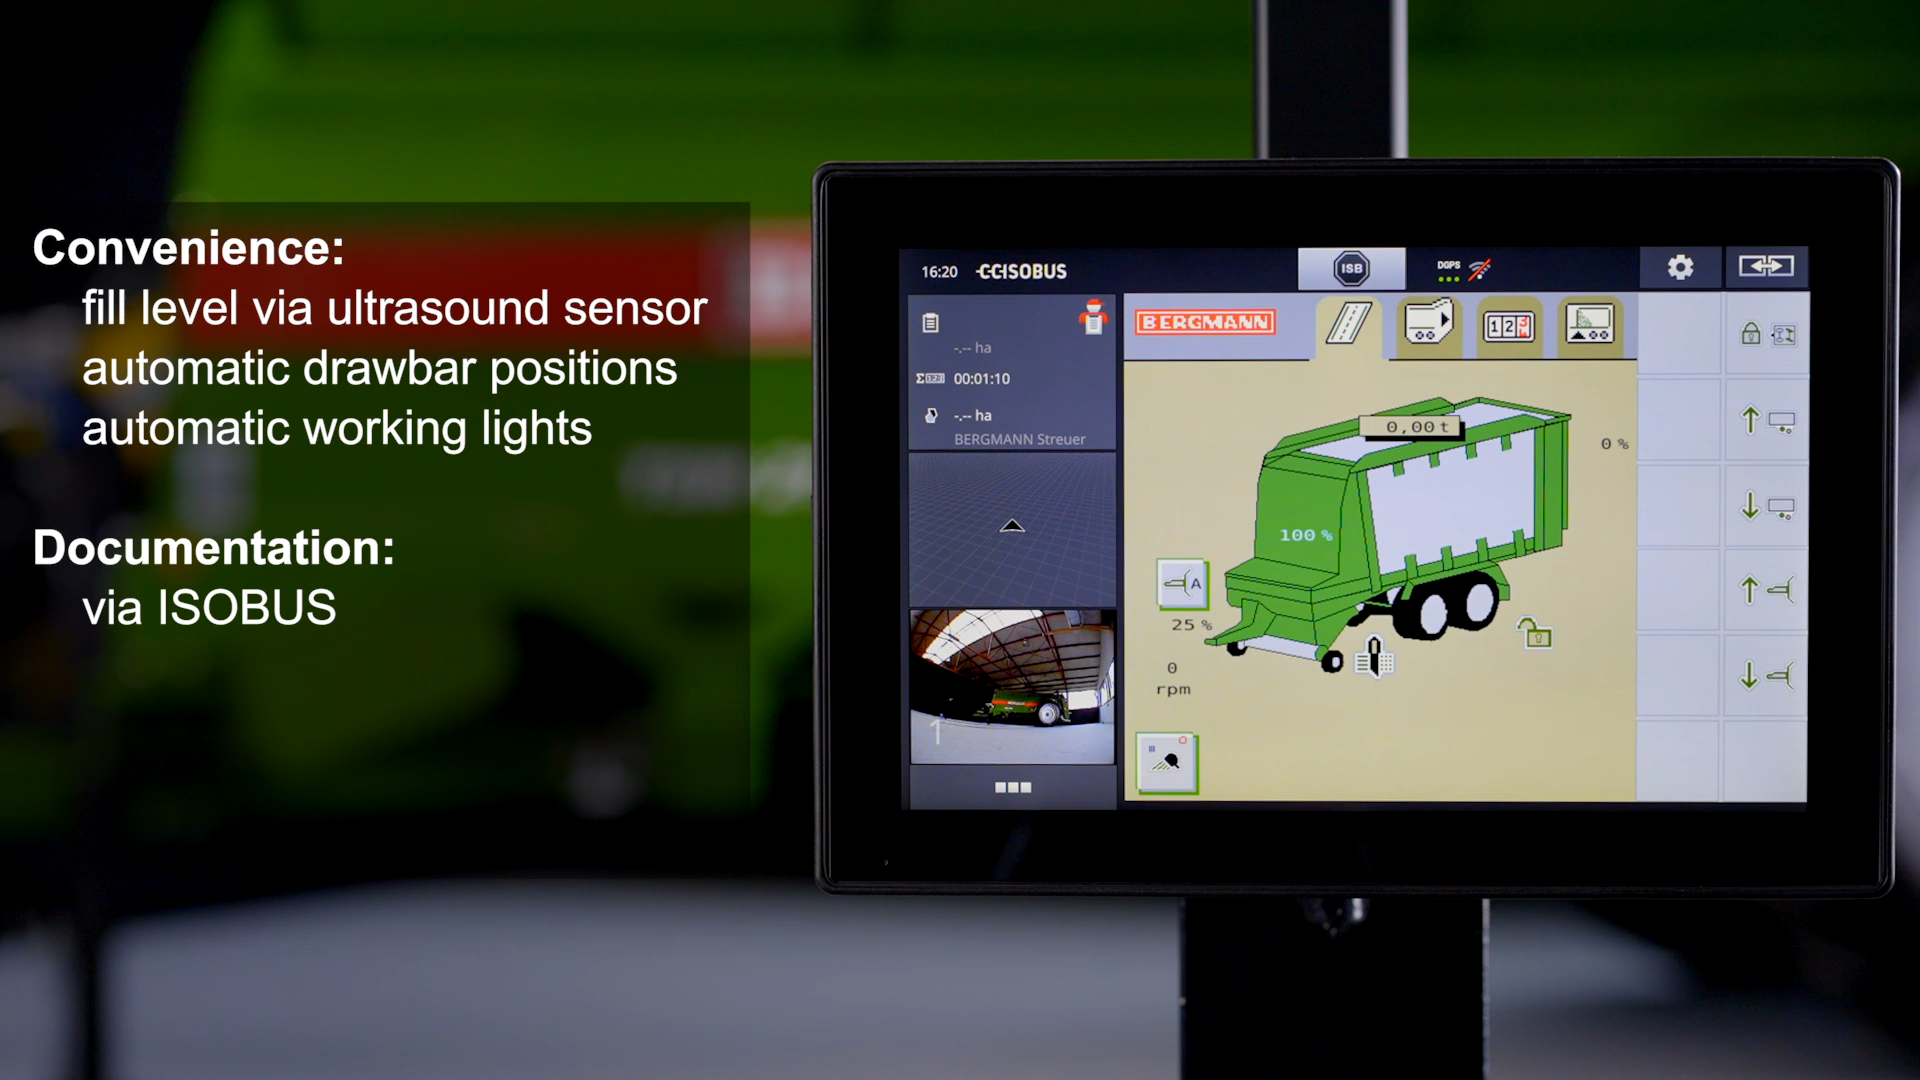 Convenience:
fill level via ultrasound sensor
automatic drawbar positions
automatic working lights
Documentation:
via ISOBUS
16:20 CCISOBUS
ISB
DGPS
-.-- ha
00:01:10
-.-- ha
BERGMANN Streuer
1
BERGMANN
0,00 t
0 %
100 %
A
25 %
0
rpm